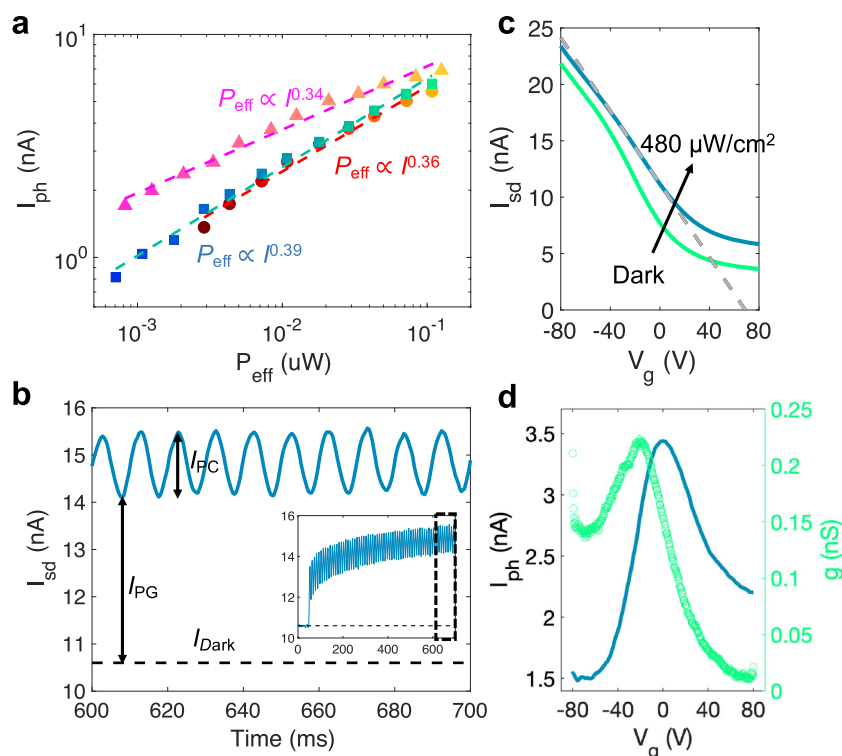 a
10¹
10⁰
I_ph (nA)
P_eff ∝ I^0.34
P_eff ∝ I^0.36
P_eff ∝ I^0.39
10⁻³ 10⁻² 10⁻¹
P_eff (uW)
c
25
20
15
10
5
0
I_sd (nA)
480 μW/cm²
Dark
-80 -40 0 40 80
V_g (V)
b
16
15
14
13
12
11
10
I_sd (nA)
I_PC
I_PG
I_Dark
16
14
12
10
0 200 400 600
600 620 640 660 680 700
Time (ms)
d
3.5
3
2.5
2
1.5
I_ph (nA)
0.25
0.2
0.15
0.1
0.05
0
g (nS)
-80 -40 0 40 80
V_g (V)